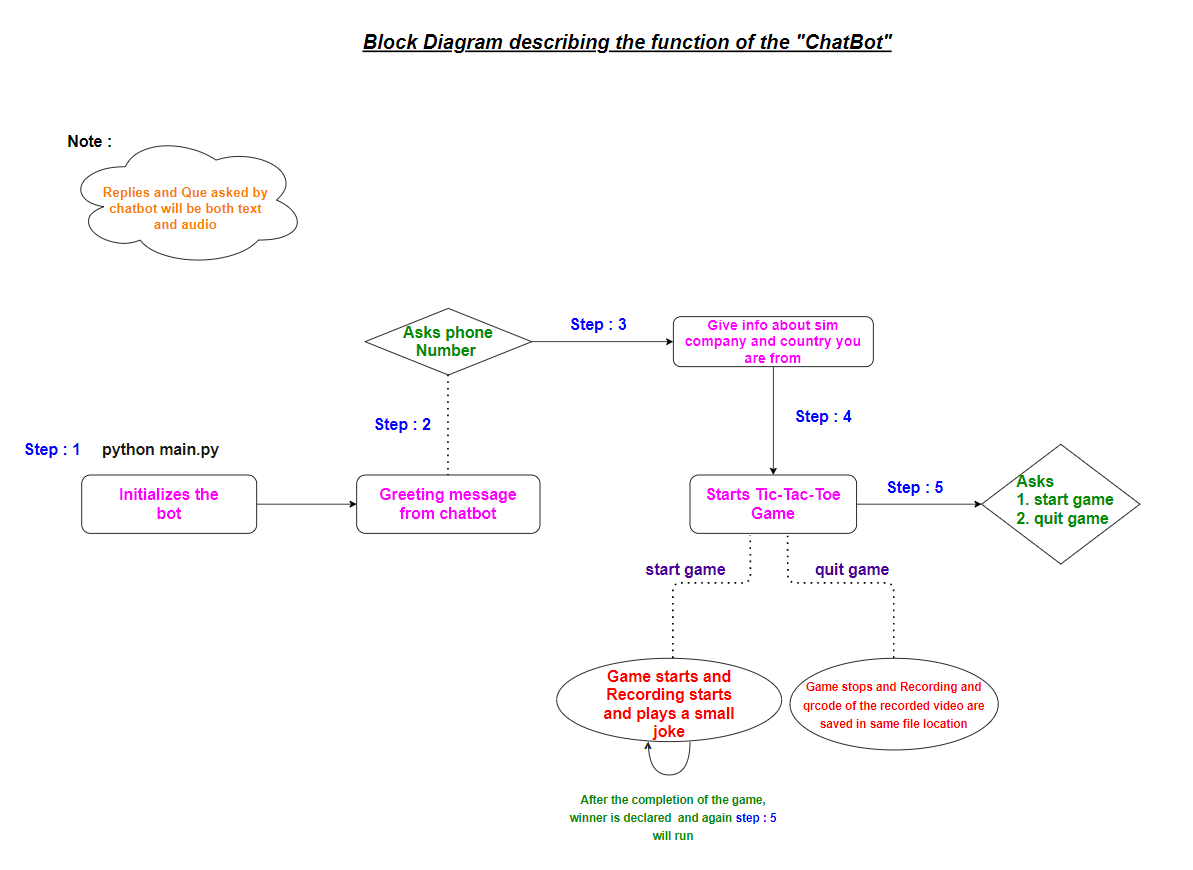 Block Diagram describing the function of the "ChatBot"
Note :
Replies and Que asked by
chatbot will be both text
and audio
Asks phone
Number
Step : 3
Give info about sim
company and country you
are from
Step : 2
Step : 4
Step : 1 python main.py
Initializes the
bot
Greeting message
from chatbot
Starts Tic-Tac-Toe
Game
Step : 5
Asks
1. start game
2. quit game
start game
quit game
Game starts and
Recording starts
and plays a small
joke
Game stops and Recording and
qrcode of the recorded video are
saved in same file location
After the completion of the game,
winner is declared and again step : 5
will run